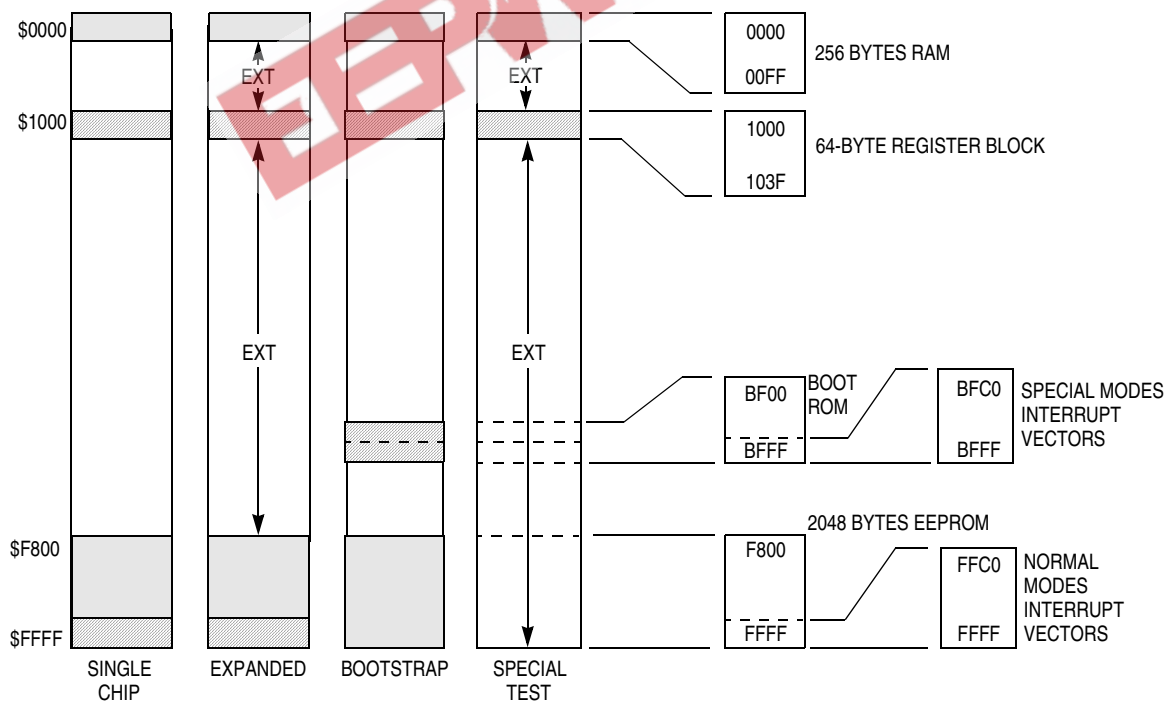 $0000
EXT
EXT
0000
00FF
256 BYTES RAM
$1000
1000
103F
64-BYTE REGISTER BLOCK
EXT
EXT
BF00
BFFF
BOOT
ROM
BFC0
BFFF
SPECIAL MODES
INTERRUPT
VECTORS
2048 BYTES EEPROM
$F800
F800
FFFF
FFC0
FFFF
NORMAL
MODES
INTERRUPT
VECTORS
$FFFF
SINGLE
CHIP
EXPANDED
BOOTSTRAP
SPECIAL
TEST